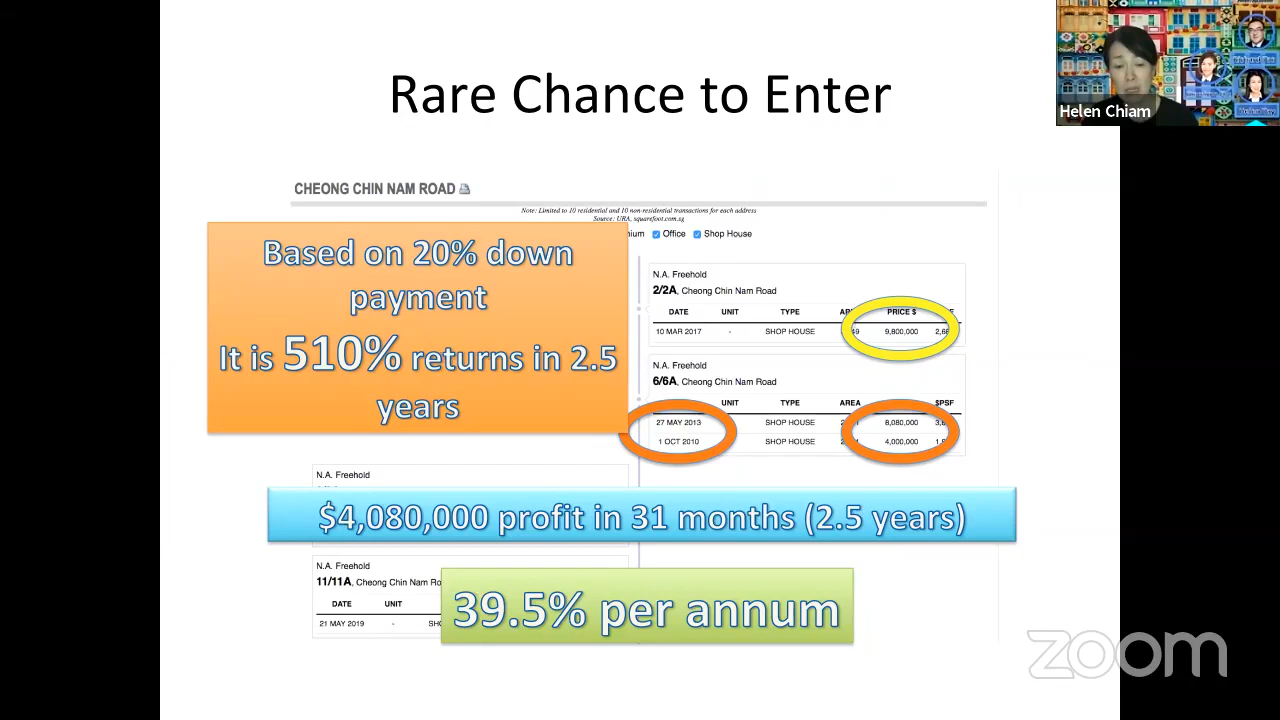 Rare Chance to Enter
Helen Chiam
CHEONG CHIN NAM ROAD
Note: Limited to 10 residential and 10 non-residential transactions for each address
Source: URA, squarefoot.com.sg
Office Shop House
Based on 20% down
payment
It is 510% returns in 2.5
years
N.A. Freehold
2/2A, Cheong Chin Nam Road
DATE UNIT TYPE PRICE $
10 MAR 2017 - SHOP HOUSE 9,800,000
N.A. Freehold
6/6A, Cheong Chin Nam Road
UNIT TYPE AREA $PSF
27 MAY 2013 SHOP HOUSE 8,080,000
1 OCT 2010 SHOP HOUSE 4,000,000
N.A. Freehold
$4,080,000 profit in 31 months (2.5 years)
N.A. Freehold
11/11A, Cheong Chin Nam
DATE UNIT
21 MAY 2019 -
39.5% per annum
zoom